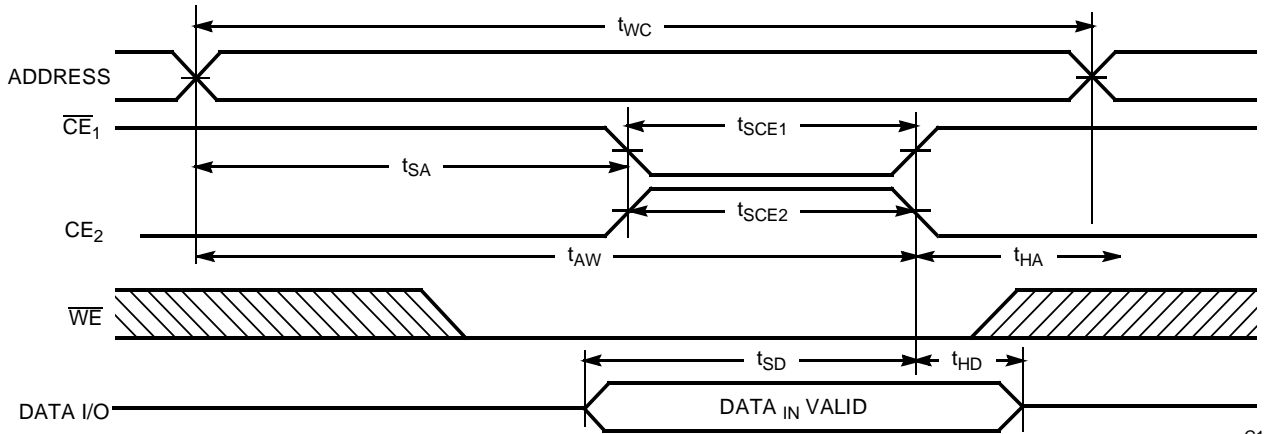 tWC
ADDRESS
CE1
tSCE1
tSA
CE2
tSCE2
tAW
tHA
WE
tSD
tHD
DATA I/O
DATA IN VALID